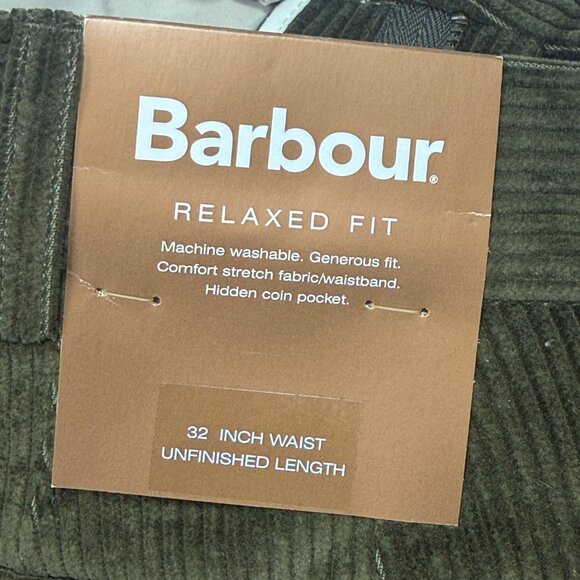 Barbour®
RELAXED FIT
Machine washable. Generous fit.
Comfort stretch fabric/waistband.
Hidden coin pocket.
32 INCH WAIST
UNFINISHED LENGTH